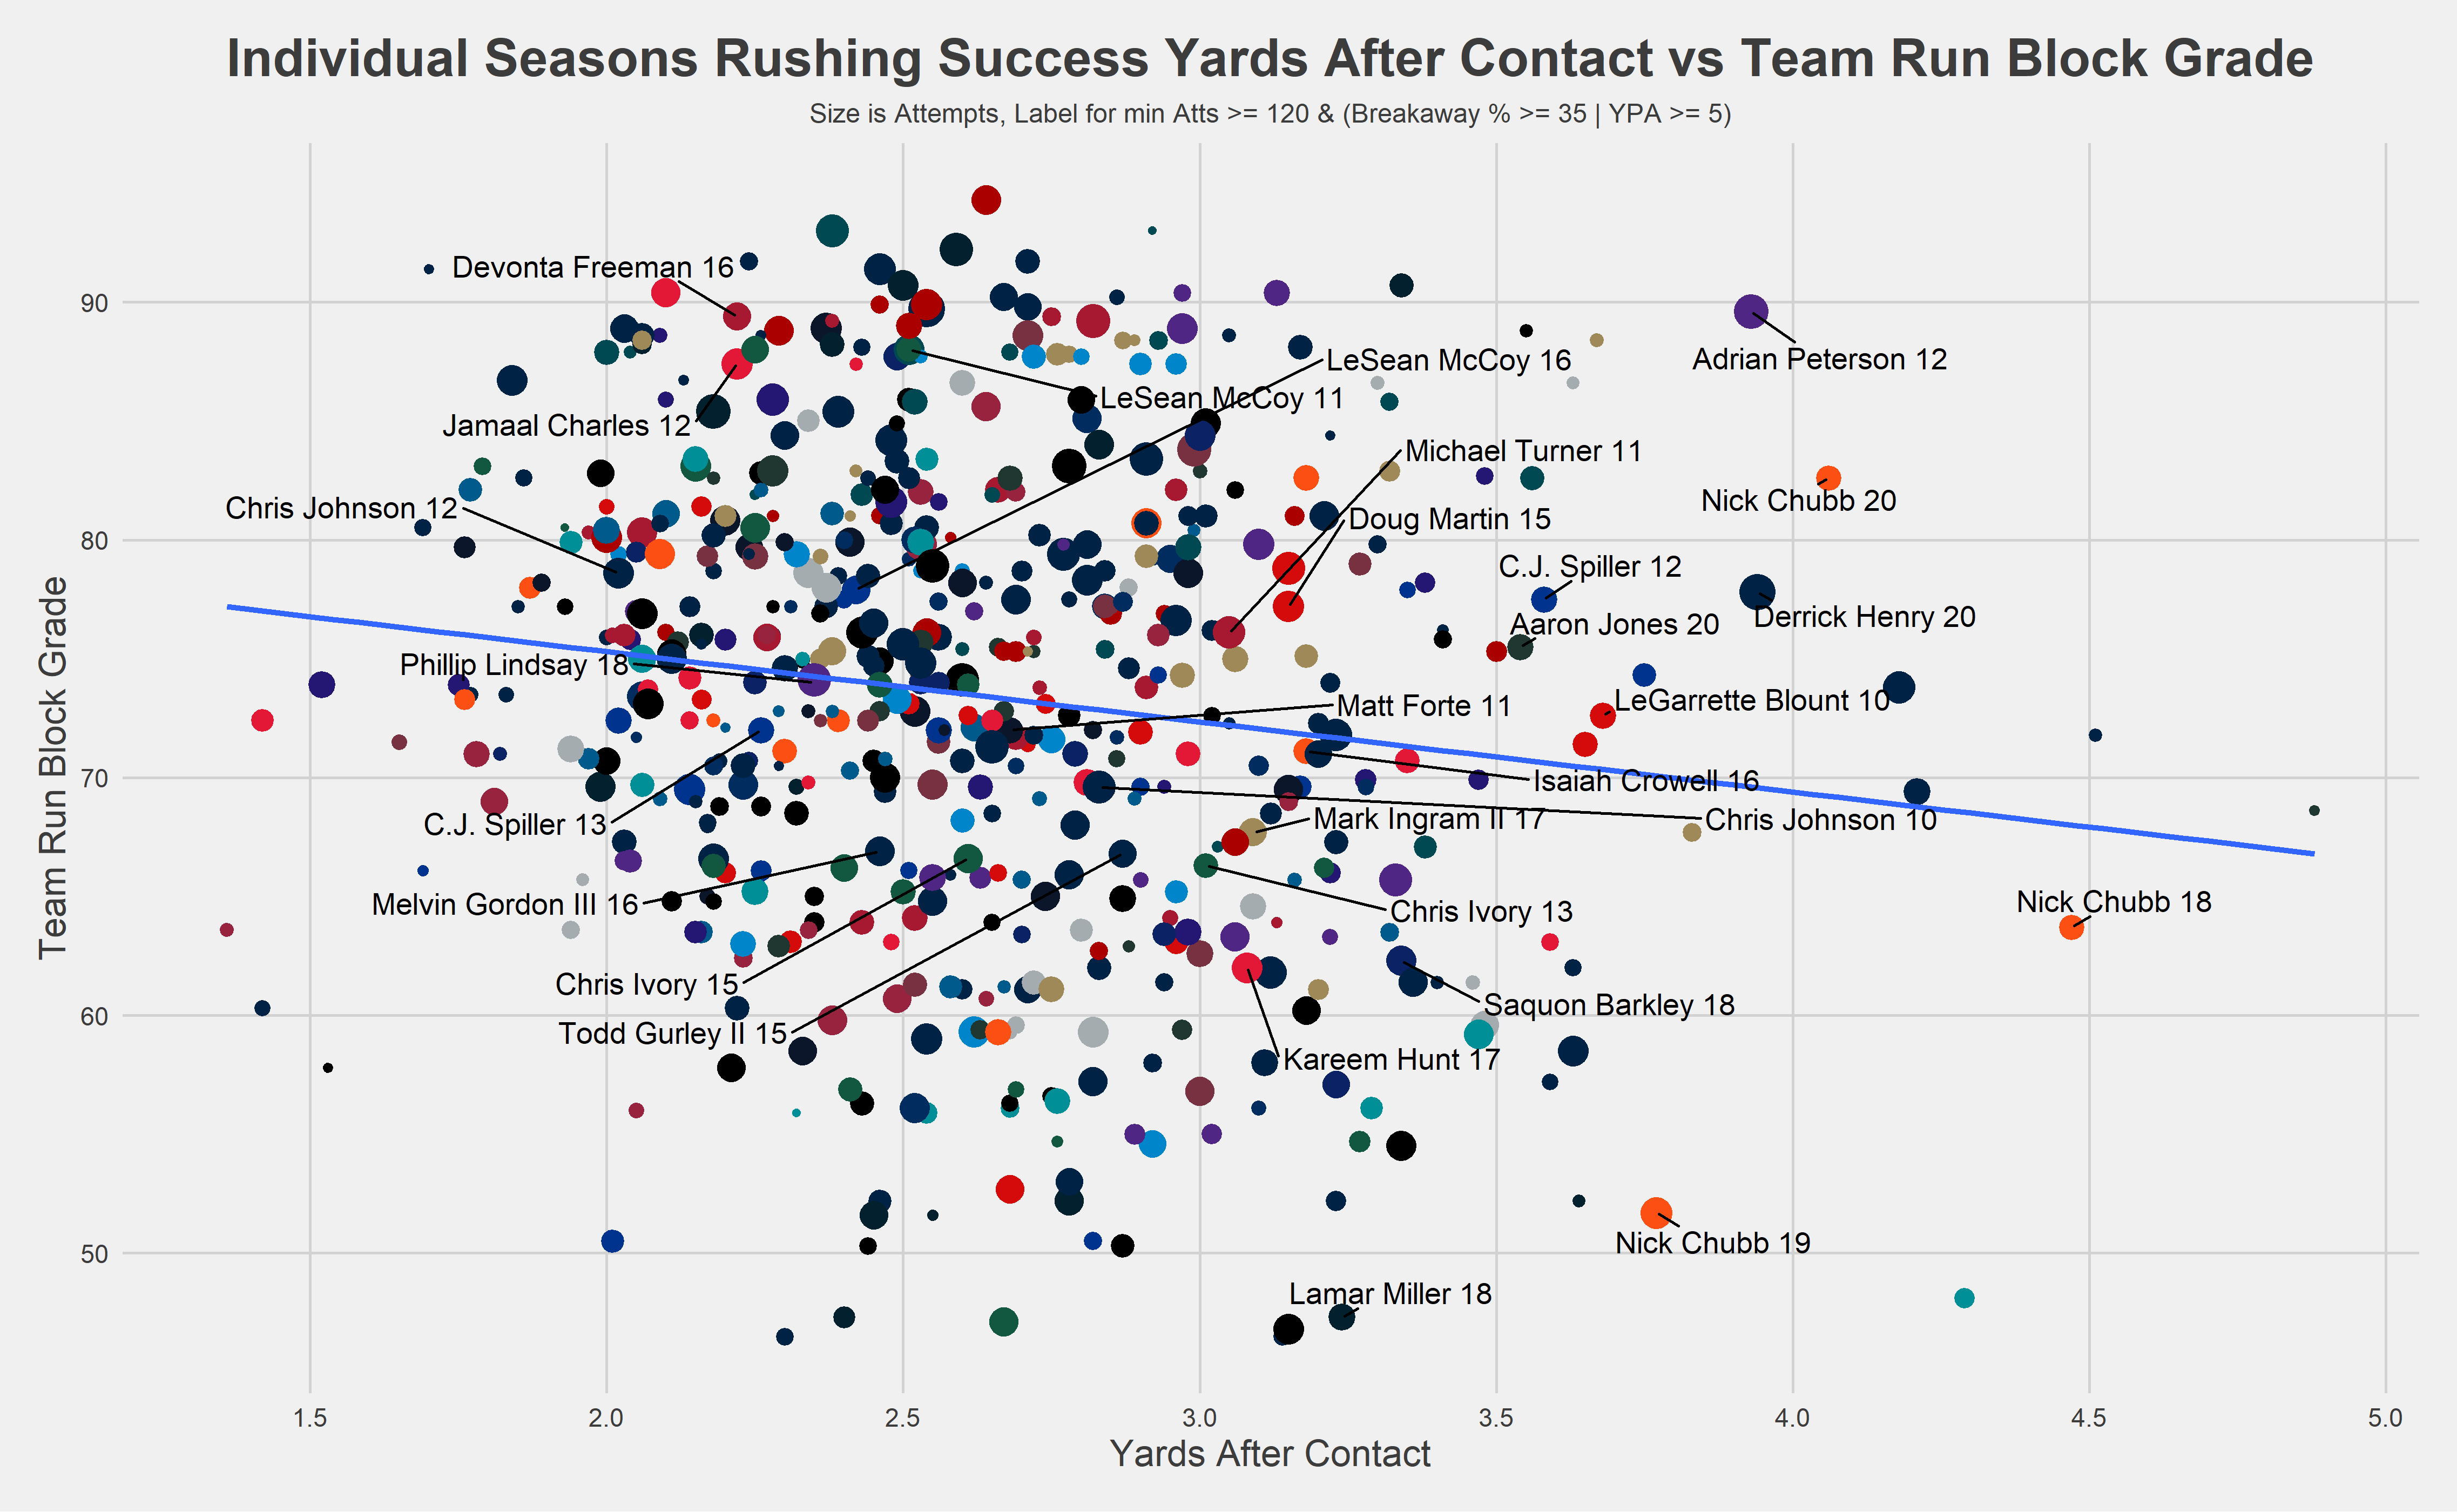 Individual Seasons Rushing Success Yards After Contact vs Team Run Block Grade
Size is Attempts, Label for min Atts >= 120 & (Breakaway % >= 35 | YPA >= 5)
Team Run Block Grade
90
80
70
60
50
Devonta Freeman 16
LeSean McCoy 16
Adrian Peterson 12
LeSean McCoy 11
Jamaal Charles 12
Michael Turner 11
Nick Chubb 20
Chris Johnson 12
Doug Martin 15
C.J. Spiller 12
Derrick Henry 20
Aaron Jones 20
Phillip Lindsay 18
LeGarrette Blount 10
Matt Forte 11
Isaiah Crowell 16
Mark Ingram II 17
Chris Johnson 10
C.J. Spiller 13
Nick Chubb 18
Melvin Gordon III 16
Chris Ivory 13
Chris Ivory 15
Saquon Barkley 18
Todd Gurley II 15
Kareem Hunt 17
Nick Chubb 19
Lamar Miller 18
1.5
2.0
2.5
3.0
3.5
4.0
4.5
5.0
Yards After Contact